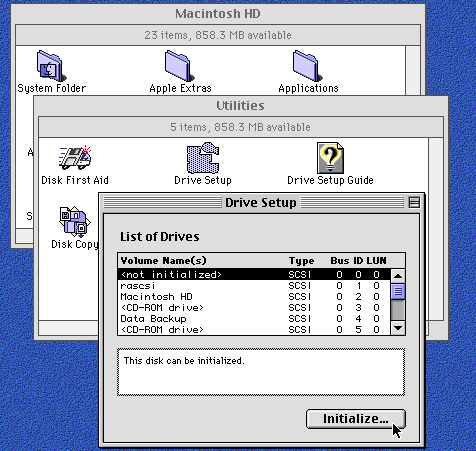 Macintosh HD
23 items, 858.3 MB available
System Folder
Apple Extras
Applications
Utilities
5 items, 858.3 MB available
Disk First Aid
Drive Setup
Drive Setup Guide
Disk Copy
Drive Setup
List of Drives
Volume Name(s) Type Bus ID LUN
<not initialized> SCSI 0 0 0
rascsi SCSI 0 1 0
Macintosh HD SCSI 0 2 0
<CD-ROM drive> SCSI 0 3 0
Data Backup SCSI 0 4 0
<CD-ROM drive> SCSI 0 5 0
This disk can be initialized.
Initialize...